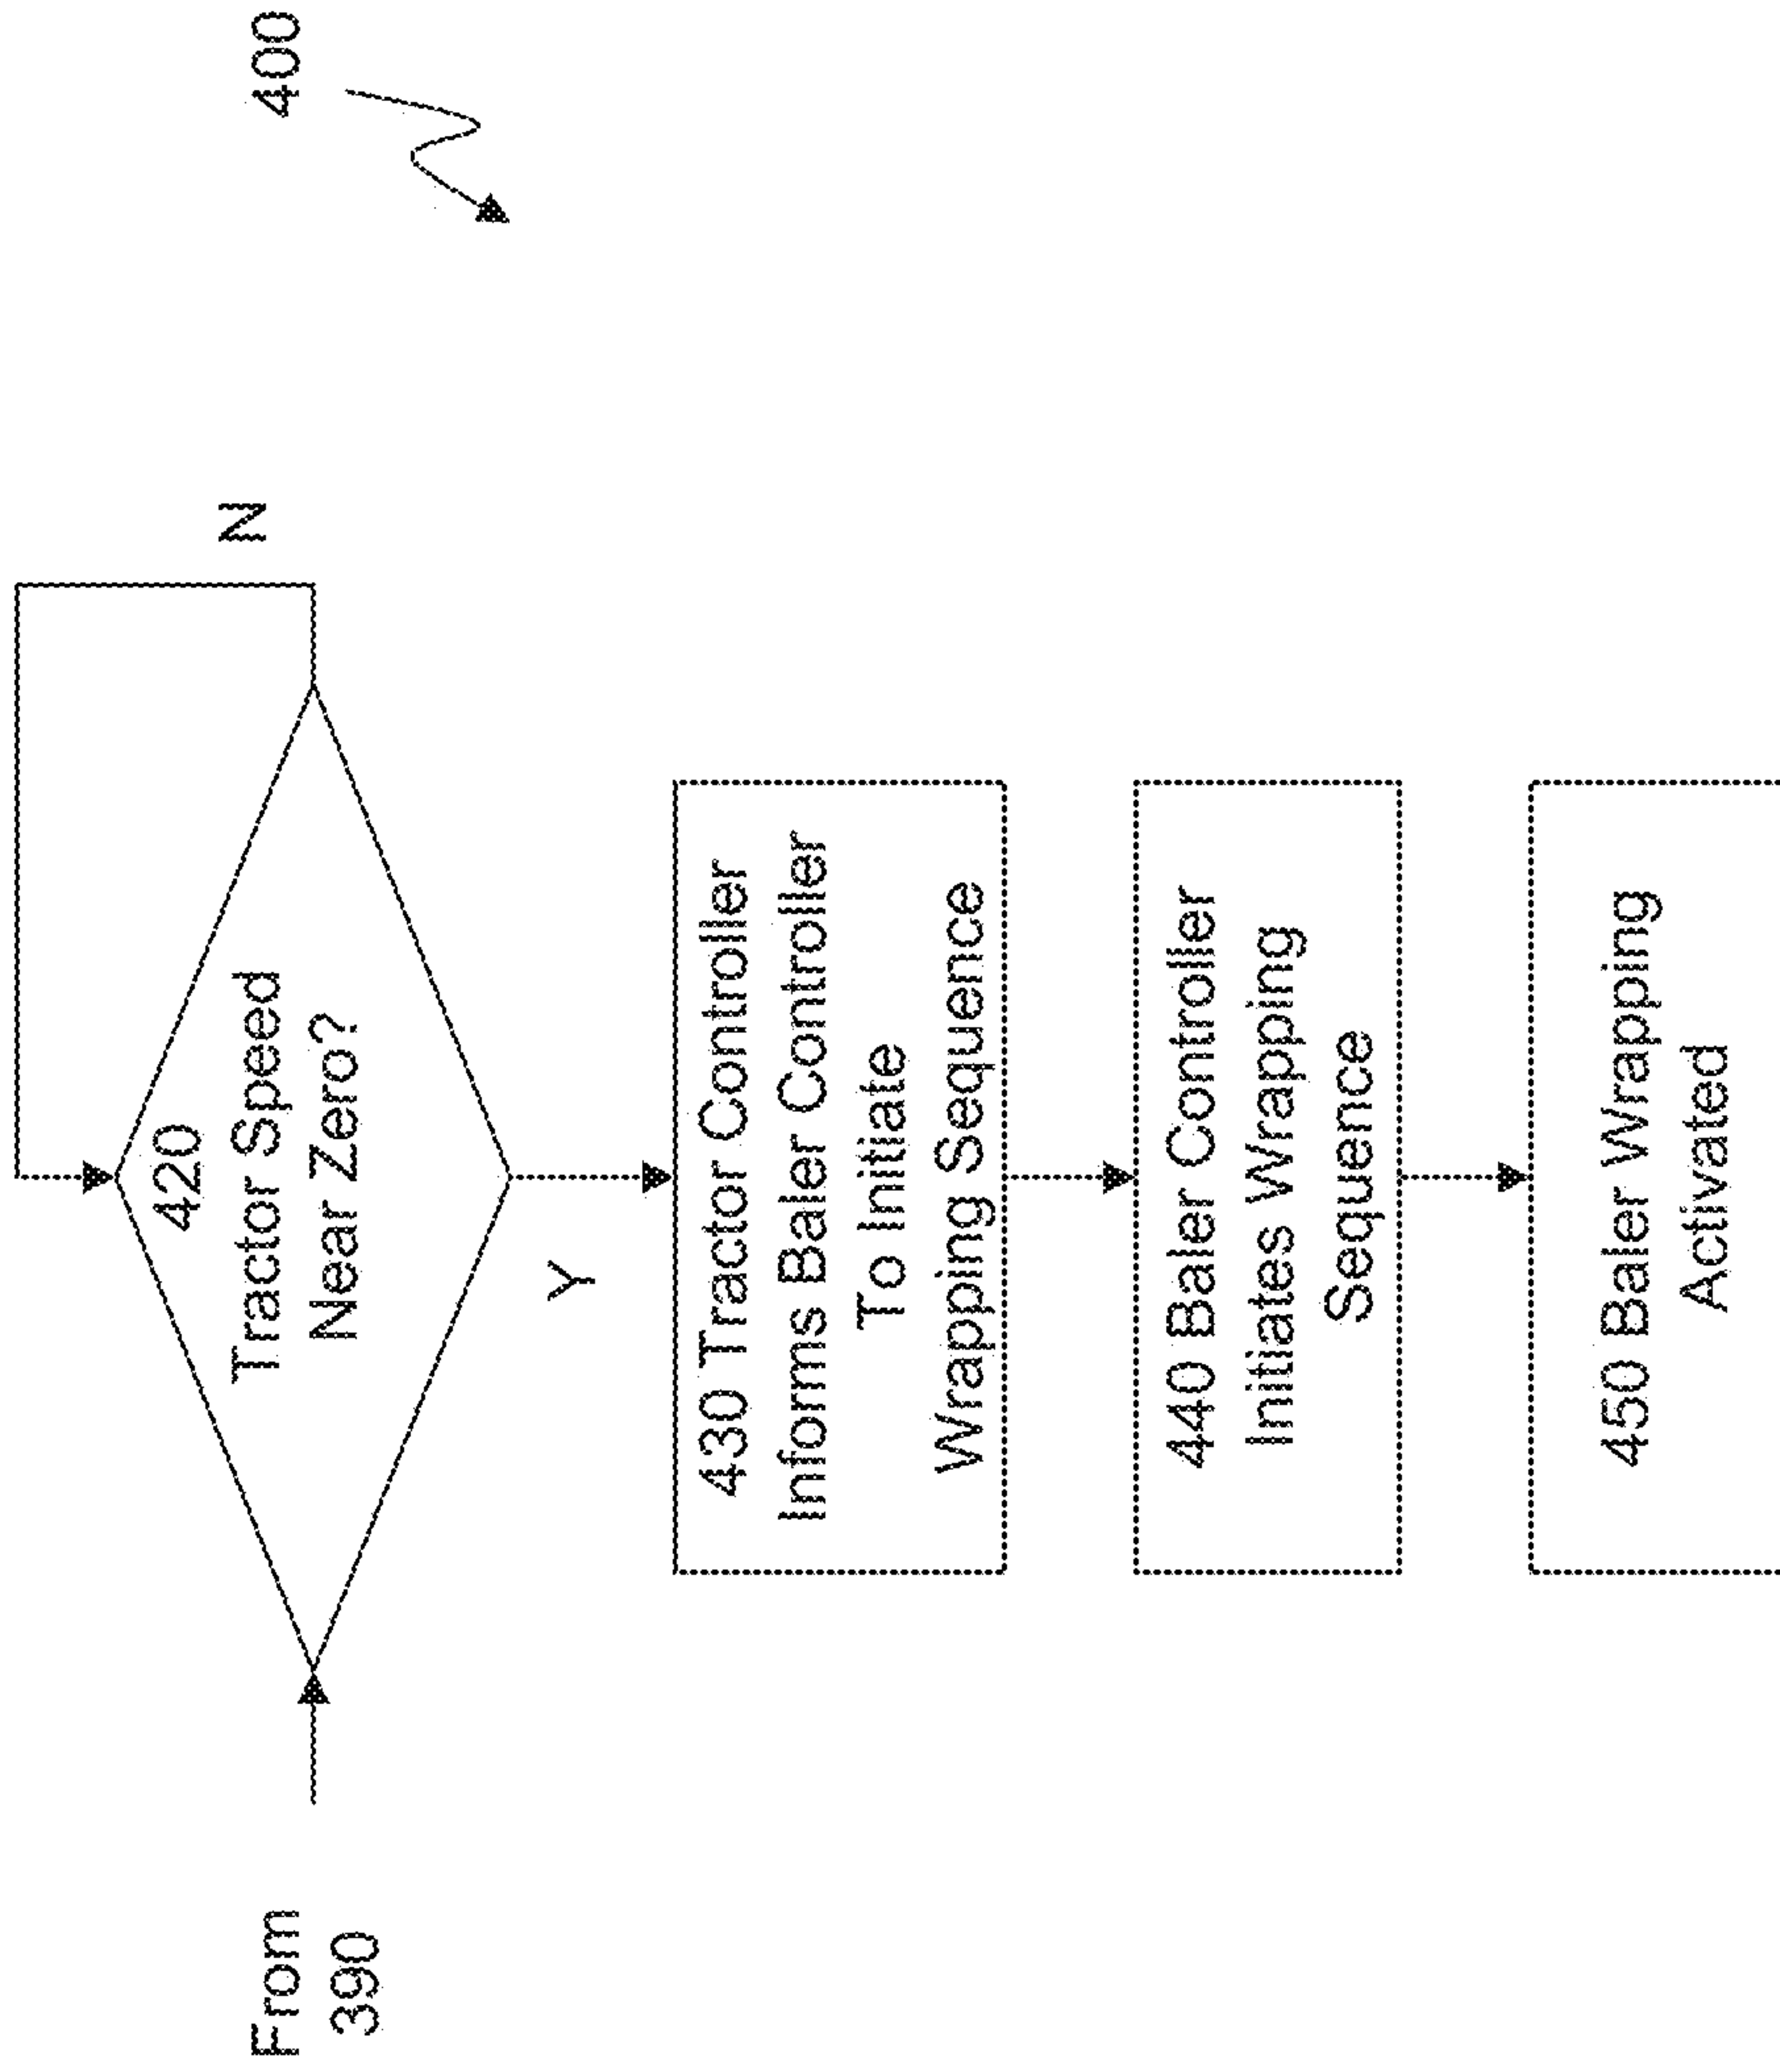 400
N
420
Tractor Speed
Near Zero?
From
390
Y
430 Tractor Controller
Informs Baler Controller
To Initiate
Wrapping Sequence
440 Baler Controller
Initiates Wrapping
Sequence
450 Baler Wrapping
Activated